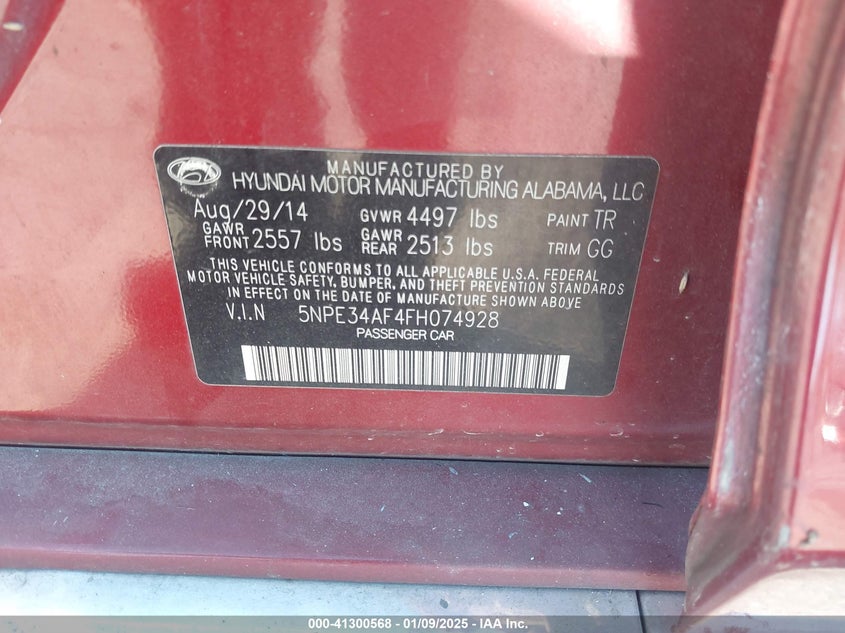 MANUFACTURED BY
HYUNDAI MOTOR MANUFACTURING ALABAMA, LLC
Aug/29/14 GVWR 4497 lbs PAINT TR
GAWR FRONT 2557 lbs GAWR REAR 2513 lbs TRIM GG
THIS VEHICLE CONFORMS TO ALL APPLICABLE U.S.A. FEDERAL
MOTOR VEHICLE SAFETY, BUMPER, AND THEFT PREVENTION STANDARDS
IN EFFECT ON THE DATE OF MANUFACTURE SHOWN ABOVE
V.I.N 5NPE34AF4FH074928
PASSENGER CAR
000-41300568 - 01/09/2025 - IAA Inc.